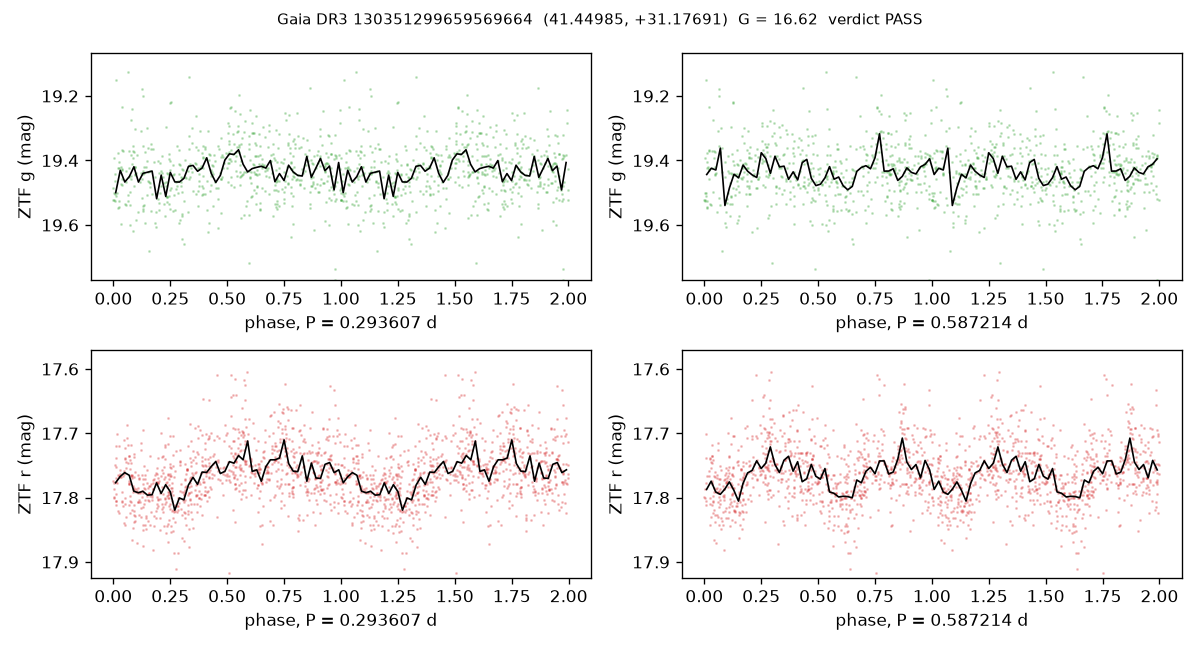 Gaia DR3 130351299659569664  (41.44985, +31.17691)  G = 16.62  verdict PASS
ZTF g (mag)
19.2
19.4
19.6
0.00 0.25 0.50 0.75 1.00 1.25 1.50 1.75 2.00
phase, P = 0.293607 d
ZTF g (mag)
19.2
19.4
19.6
0.00 0.25 0.50 0.75 1.00 1.25 1.50 1.75 2.00
phase, P = 0.587214 d
ZTF r (mag)
17.6
17.7
17.8
17.9
0.00 0.25 0.50 0.75 1.00 1.25 1.50 1.75 2.00
phase, P = 0.293607 d
ZTF r (mag)
17.6
17.7
17.8
17.9
0.00 0.25 0.50 0.75 1.00 1.25 1.50 1.75 2.00
phase, P = 0.587214 d